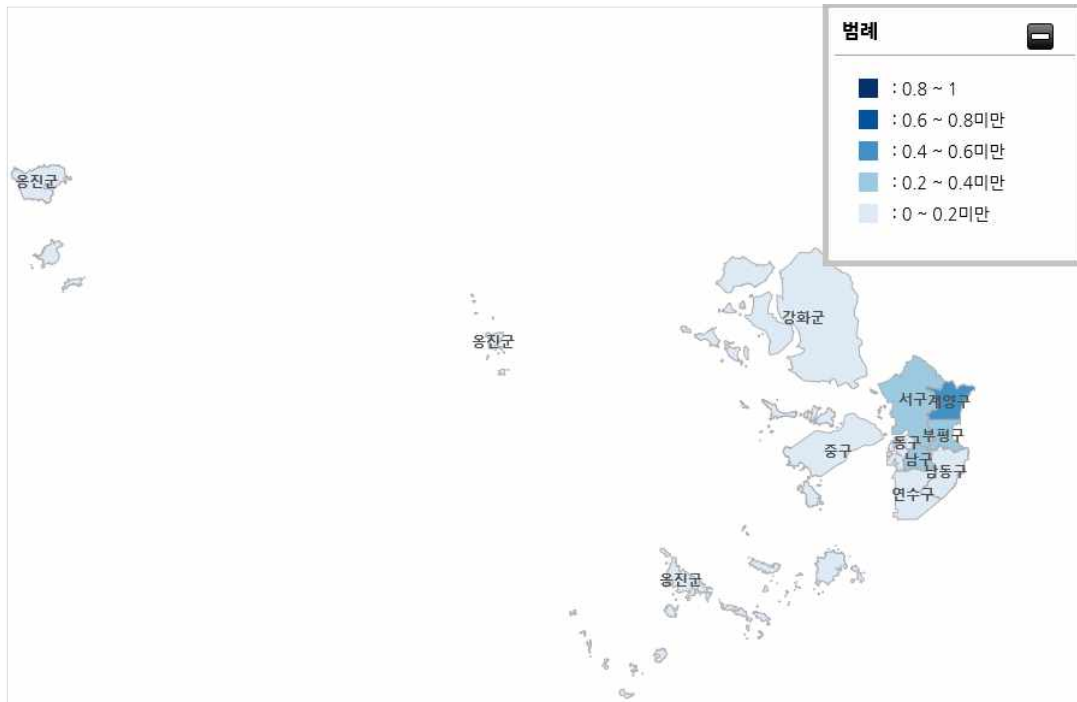 범례
: 0.8 ~ 1
: 0.6 ~ 0.8미만
: 0.4 ~ 0.6미만
: 0.2 ~ 0.4미만
: 0 ~ 0.2미만
옹진군
강화군
옹진군
서구
계양구
부평구
동구
중구
남구
남동구
연수구
옹진군